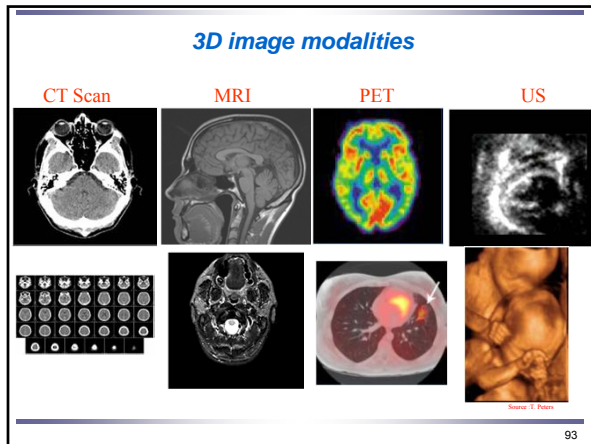 3D image modalities
CT Scan MRI PET US
Source :T. Peters
93